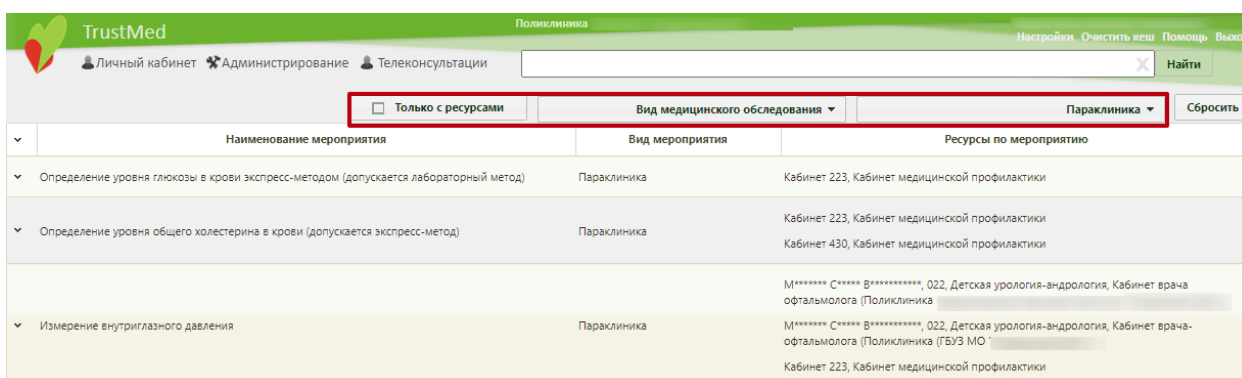 TrustMed
Поликлиника
Настройки Очистить кеш Помощь
Личный кабинет Администрирование Телеконсультации
X Найти
Только с ресурсами Вид медицинского обследования Параклиника Сбросить
Наименование мероприятия Вид мероприятия Ресурсы по мероприятию
Определение уровня глюкозы в крови экспресс-методом (допускается лабораторный метод) Параклиника Кабинет 223, Кабинет медицинской профилактики
Определение уровня общего холестерина в крови (допускается экспресс-метод) Параклиника Кабинет 223, Кабинет медицинской профилактики
Кабинет 430, Кабинет медицинской профилактики
Измерение внутриглазного давления Параклиника М******* С***** В***********, 022, Детская урология-андрология, Кабинет врача
офтальмолога (Поликлиника
М******* С***** В***********, 022, Детская урология-андрология, Кабинет врача-
офтальмолога (Поликлиника (ГБУЗ МО
Кабинет 223, Кабинет медицинской профилактики